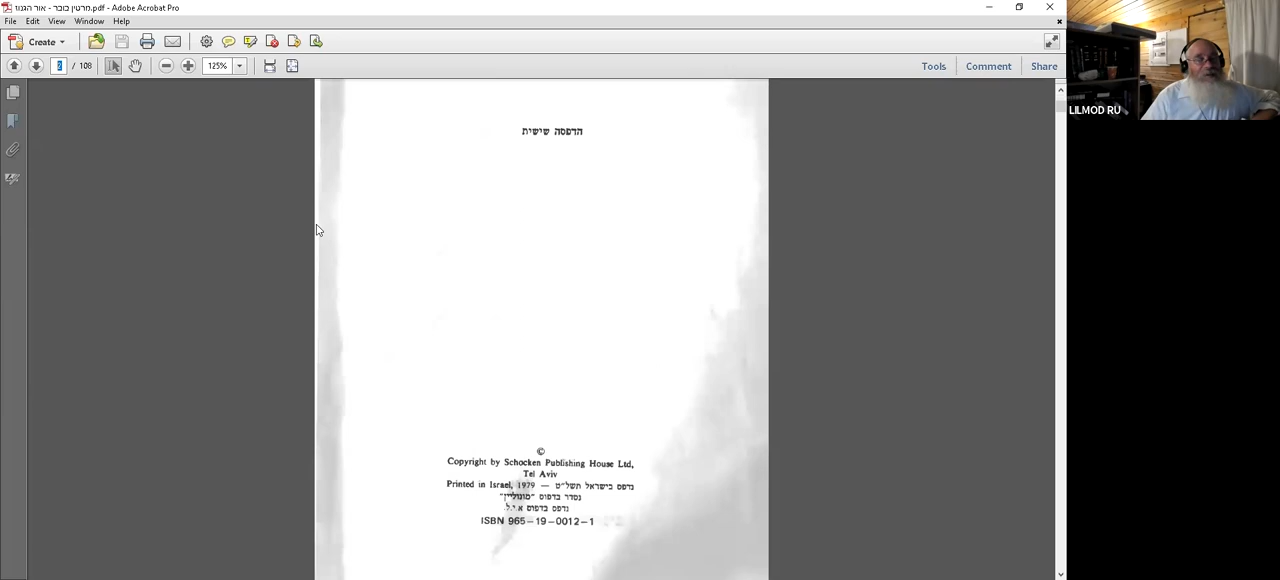 מרטין בובר - אור הגנוז.pdf - Adobe Acrobat Pro
File Edit View Window Help
Create
2 / 108 125% Tools Comment Share
LILMOD RU
הדפסה שישית
©
Copyright by Schocken Publishing House Ltd,
Tel Aviv
Printed in Israel, 1979 — נדפס בישראל תשל"ט
נסדר בדפוס "מונוליין"
נדפס בדפוס א.י.ל.
ISBN 965-19-0012-1